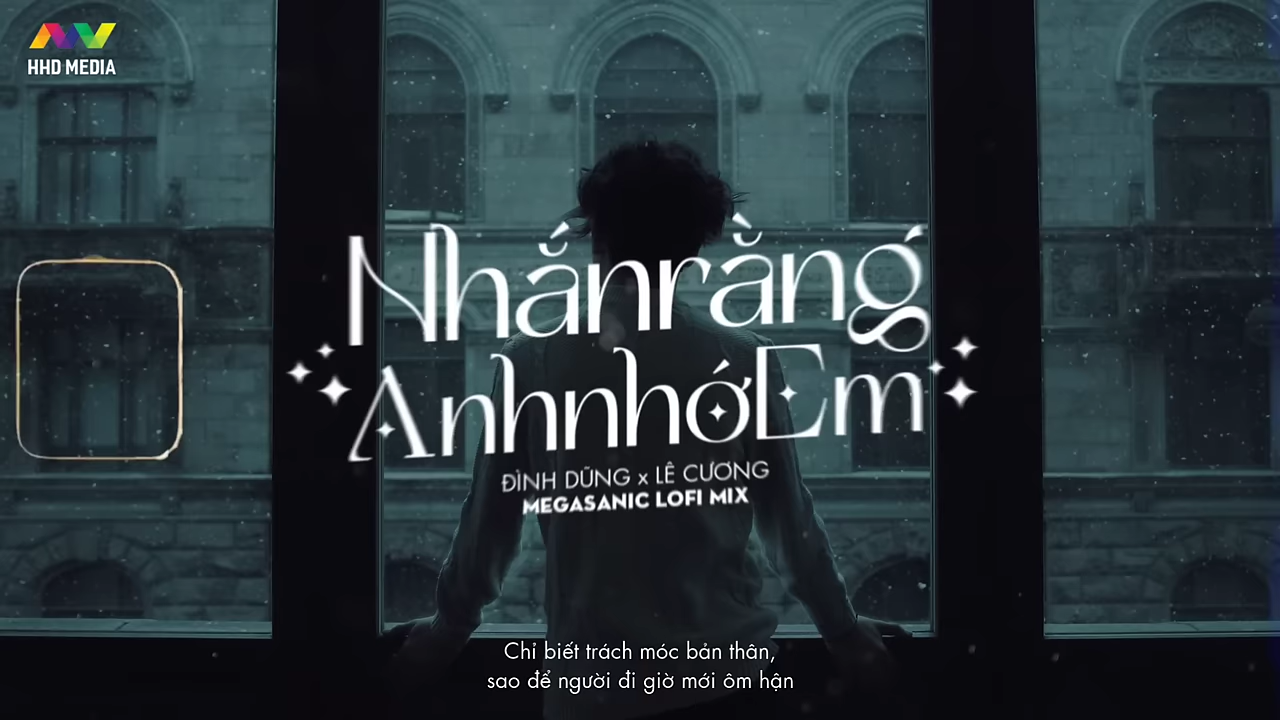 HHD MEDIA
Nhắn rằng
Anh nhớ Em
ĐÌNH DŨNG x LÊ CƯƠNG
MEGASANIC LOFI MIX
Chỉ biết trách móc bản thân,
sao để người đi giờ mới ôm hận